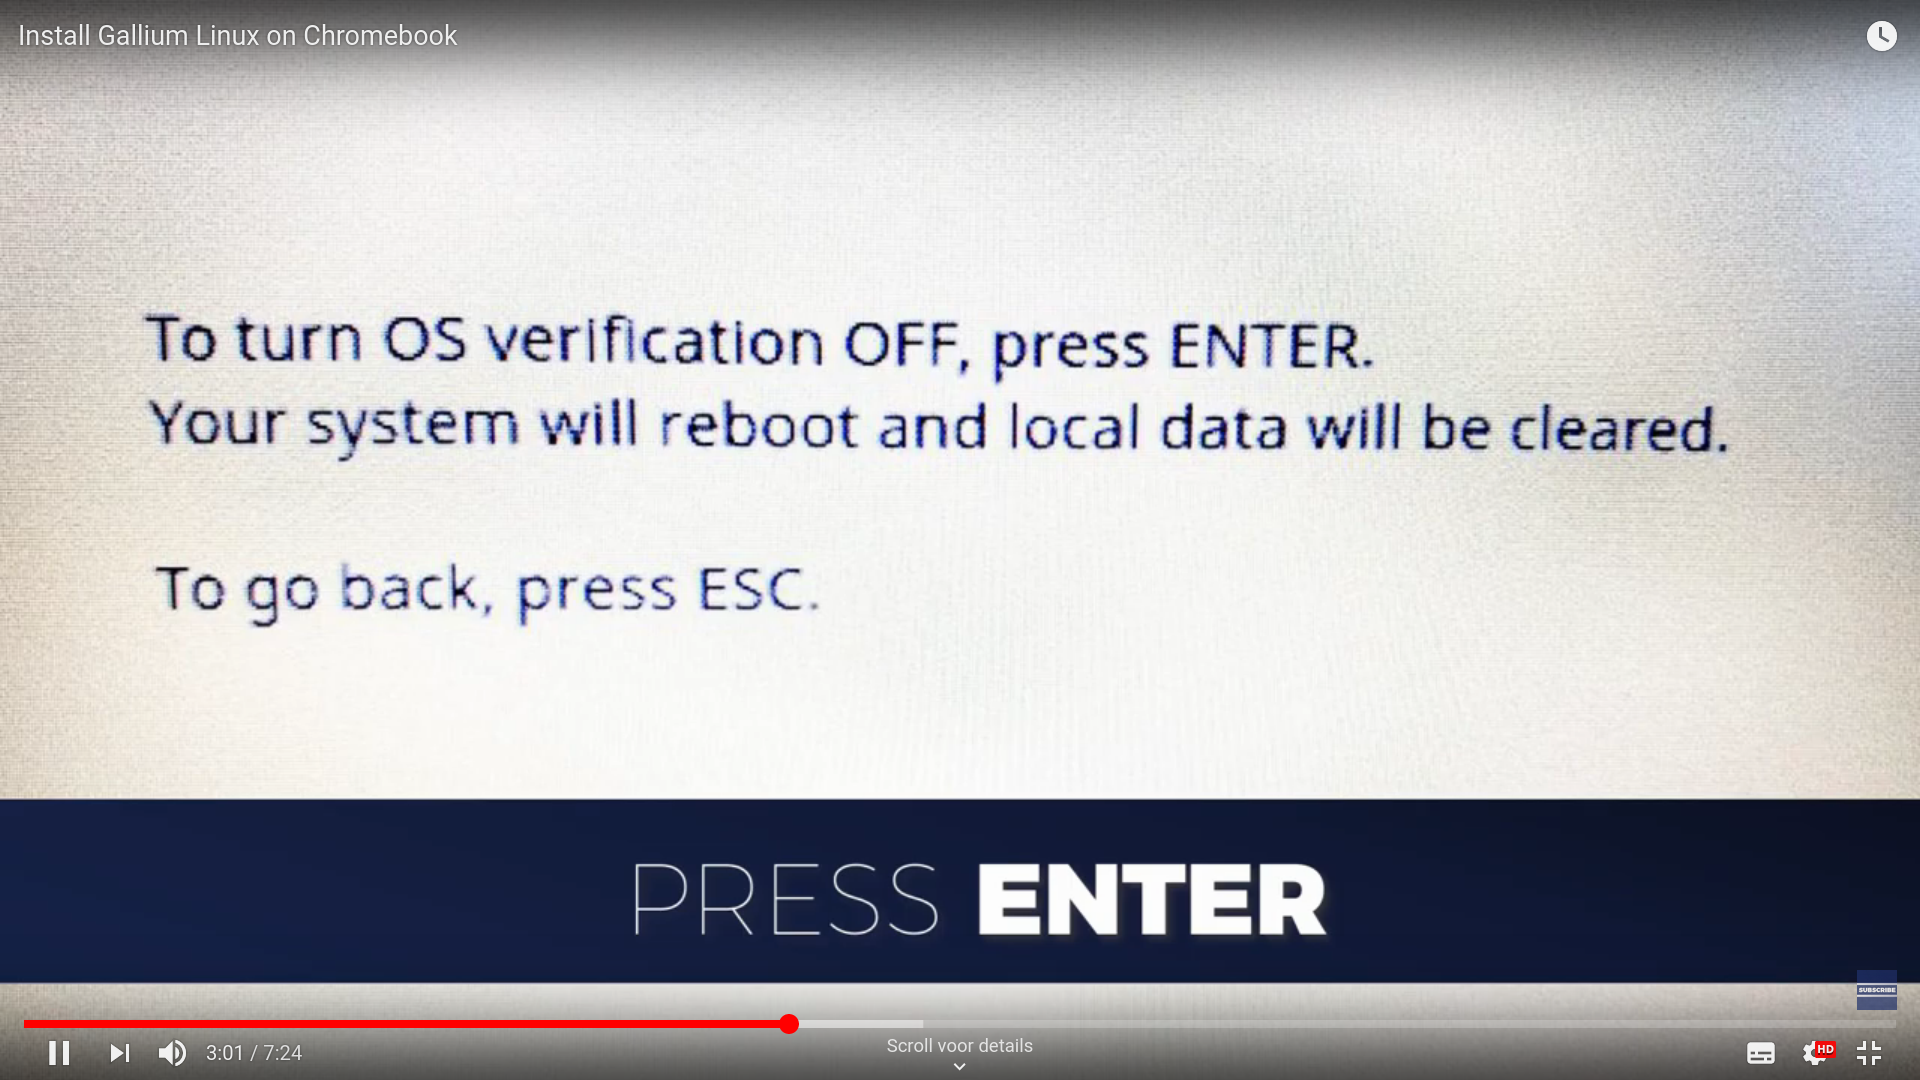 Install Gallium Linux on Chromebook
To turn OS verification OFF, press ENTER.
Your system will reboot and local data will be cleared.
To go back, press ESC.
PRESS ENTER
SUBSCRIBE
3:01 / 7:24
Scroll voor details
HD